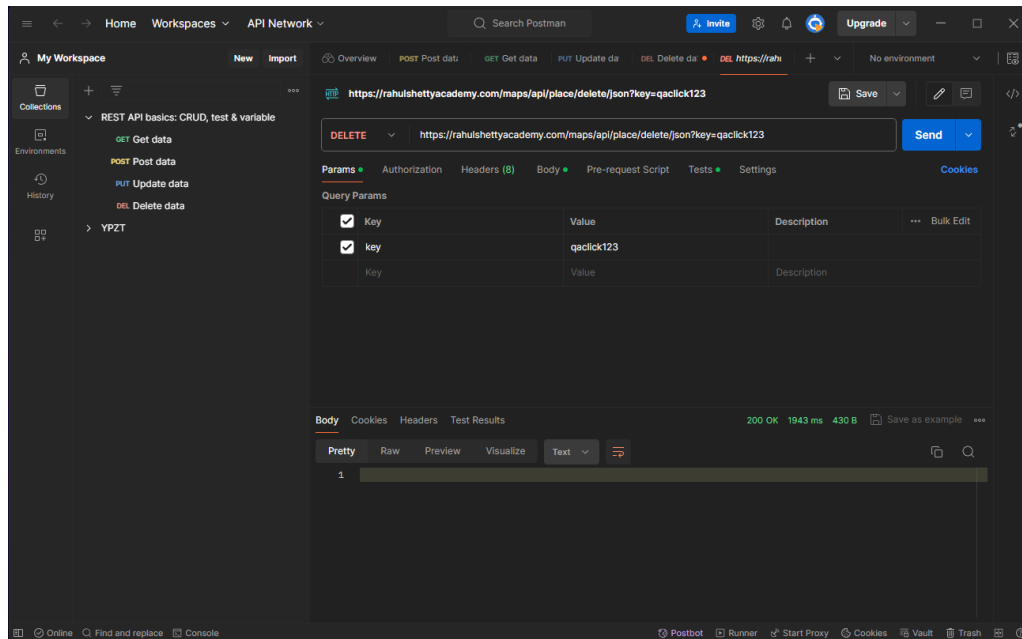 Home Workspaces API Network Search Postman Invite Upgrade
My Workspace New Import
Overview POST Post data GET Get data PUT Update da DEL Delete da DEL https://rahu No environment
Collections
Environments
History
REST API basics: CRUD, test & variable
GET Get data
POST Post data
PUT Update data
DEL Delete data
YPZT
HTTP https://rahulshettyacademy.com/maps/api/place/delete/json?key=qaclick123 Save
DELETE https://rahulshettyacademy.com/maps/api/place/delete/json?key=qaclick123 Send
Params Authorization Headers (8) Body Pre-request Script Tests Settings Cookies
Query Params
Key Value Description Bulk Edit
key qaclick123
Key Value Description
Body Cookies Headers Test Results 200 OK 1943 ms 430 B Save as example
Pretty Raw Preview Visualize Text
1
Online Find and replace Console Postbot Runner Start Proxy Cookies Vault Trash